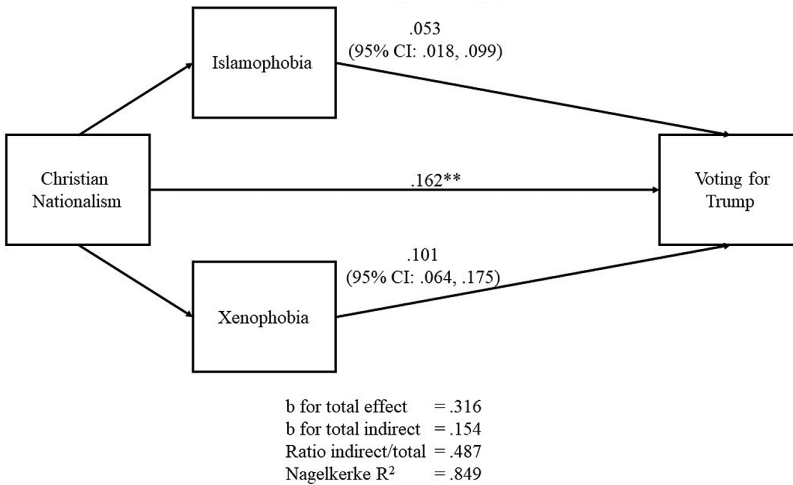 .053
(95% CI: .018, .099)
Islamophobia
Christian
Nationalism
.162**
Voting for
Trump
.101
(95% CI: .064, .175)
Xenophobia
b for total effect = .316
b for total indirect = .154
Ratio indirect/total = .487
Nagelkerke R² = .849